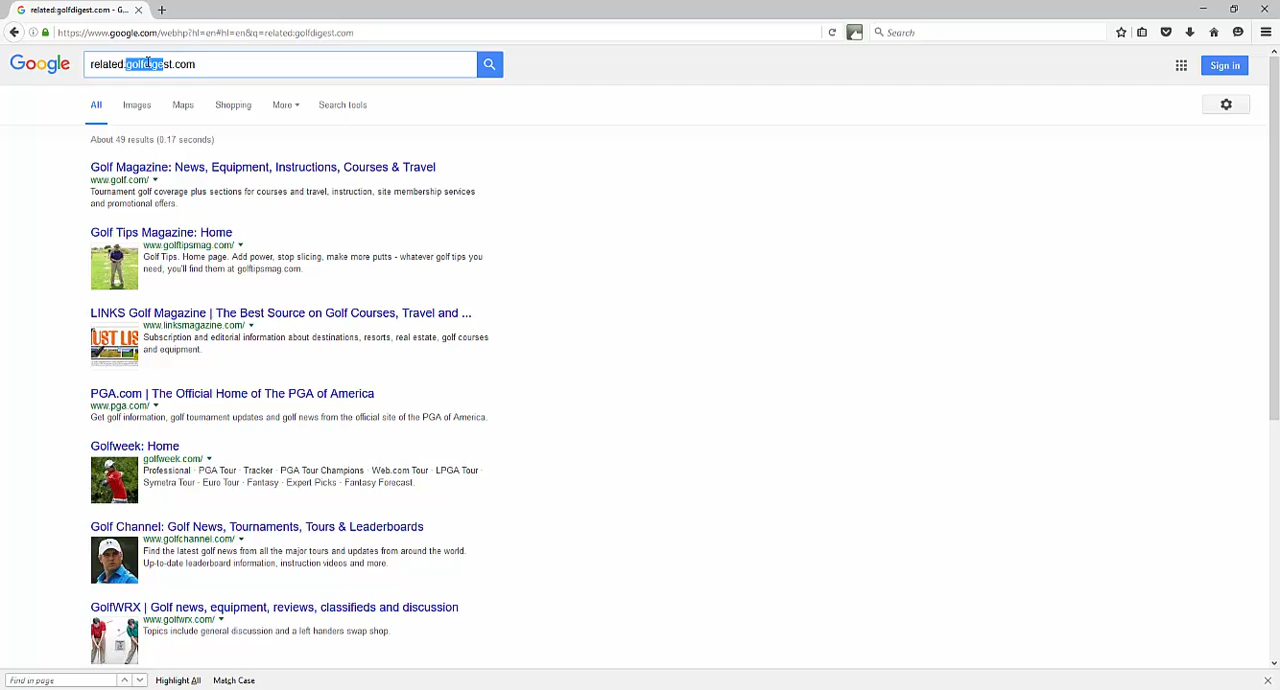 related:golfdigest.com - G...
https://www.google.com/webhp?hl=en#hl=en&q=related:golfdigest.com
Search
Google
related:golfdigest.com
Sign in
All Images Maps Shopping More Search tools
About 49 results (0.17 seconds)
Golf Magazine: News, Equipment, Instructions, Courses & Travel
www.golf.com/
Tournament golf coverage plus sections for courses and travel, instruction, site membership services
and promotional offers.
Golf Tips Magazine: Home
www.golftipsmag.com/
Golf Tips. Home page. Add power, stop slicing, make more putts - whatever golf tips you
need, you'll find them at golftipsmag.com.
LINKS Golf Magazine | The Best Source on Golf Courses, Travel and ...
www.linksmagazine.com/
UST LIS
Subscription and editorial information about destinations, resorts, real estate, golf courses
and equipment.
PGA.com | The Official Home of The PGA of America
www.pga.com/
Get golf information, golf tournament updates and golf news from the official site of the PGA of America.
Golfweek: Home
golfweek.com/
Professional · PGA Tour · Tracker · PGA Tour Champions · Web.com Tour · LPGA Tour ·
Symetra Tour · Euro Tour · Fantasy · Expert Picks · Fantasy Forecast.
Golf Channel: Golf News, Tournaments, Tours & Leaderboards
www.golfchannel.com/
Find the latest golf news from all the major tours and updates from around the world.
Up-to-date leaderboard information, instruction videos and more.
GolfWRX | Golf news, equipment, reviews, classifieds and discussion
www.golfwrx.com/
Topics include general discussion and a left handers swap shop.
Find in page Highlight All Match Case